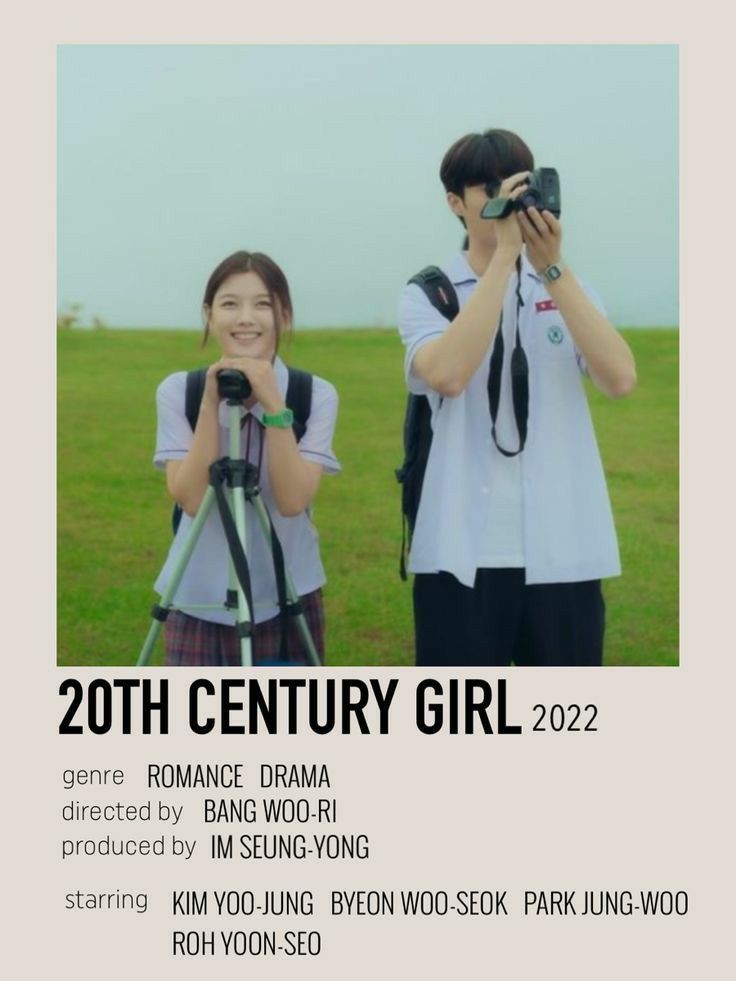 20TH CENTURY GIRL 2022
genre ROMANCE DRAMA
directed by BANG WOO-RI
produced by IM SEUNG-YONG
starring KIM YOO-JUNG BYEON WOO-SEOK PARK JUNG-WOO
ROH YOON-SEO